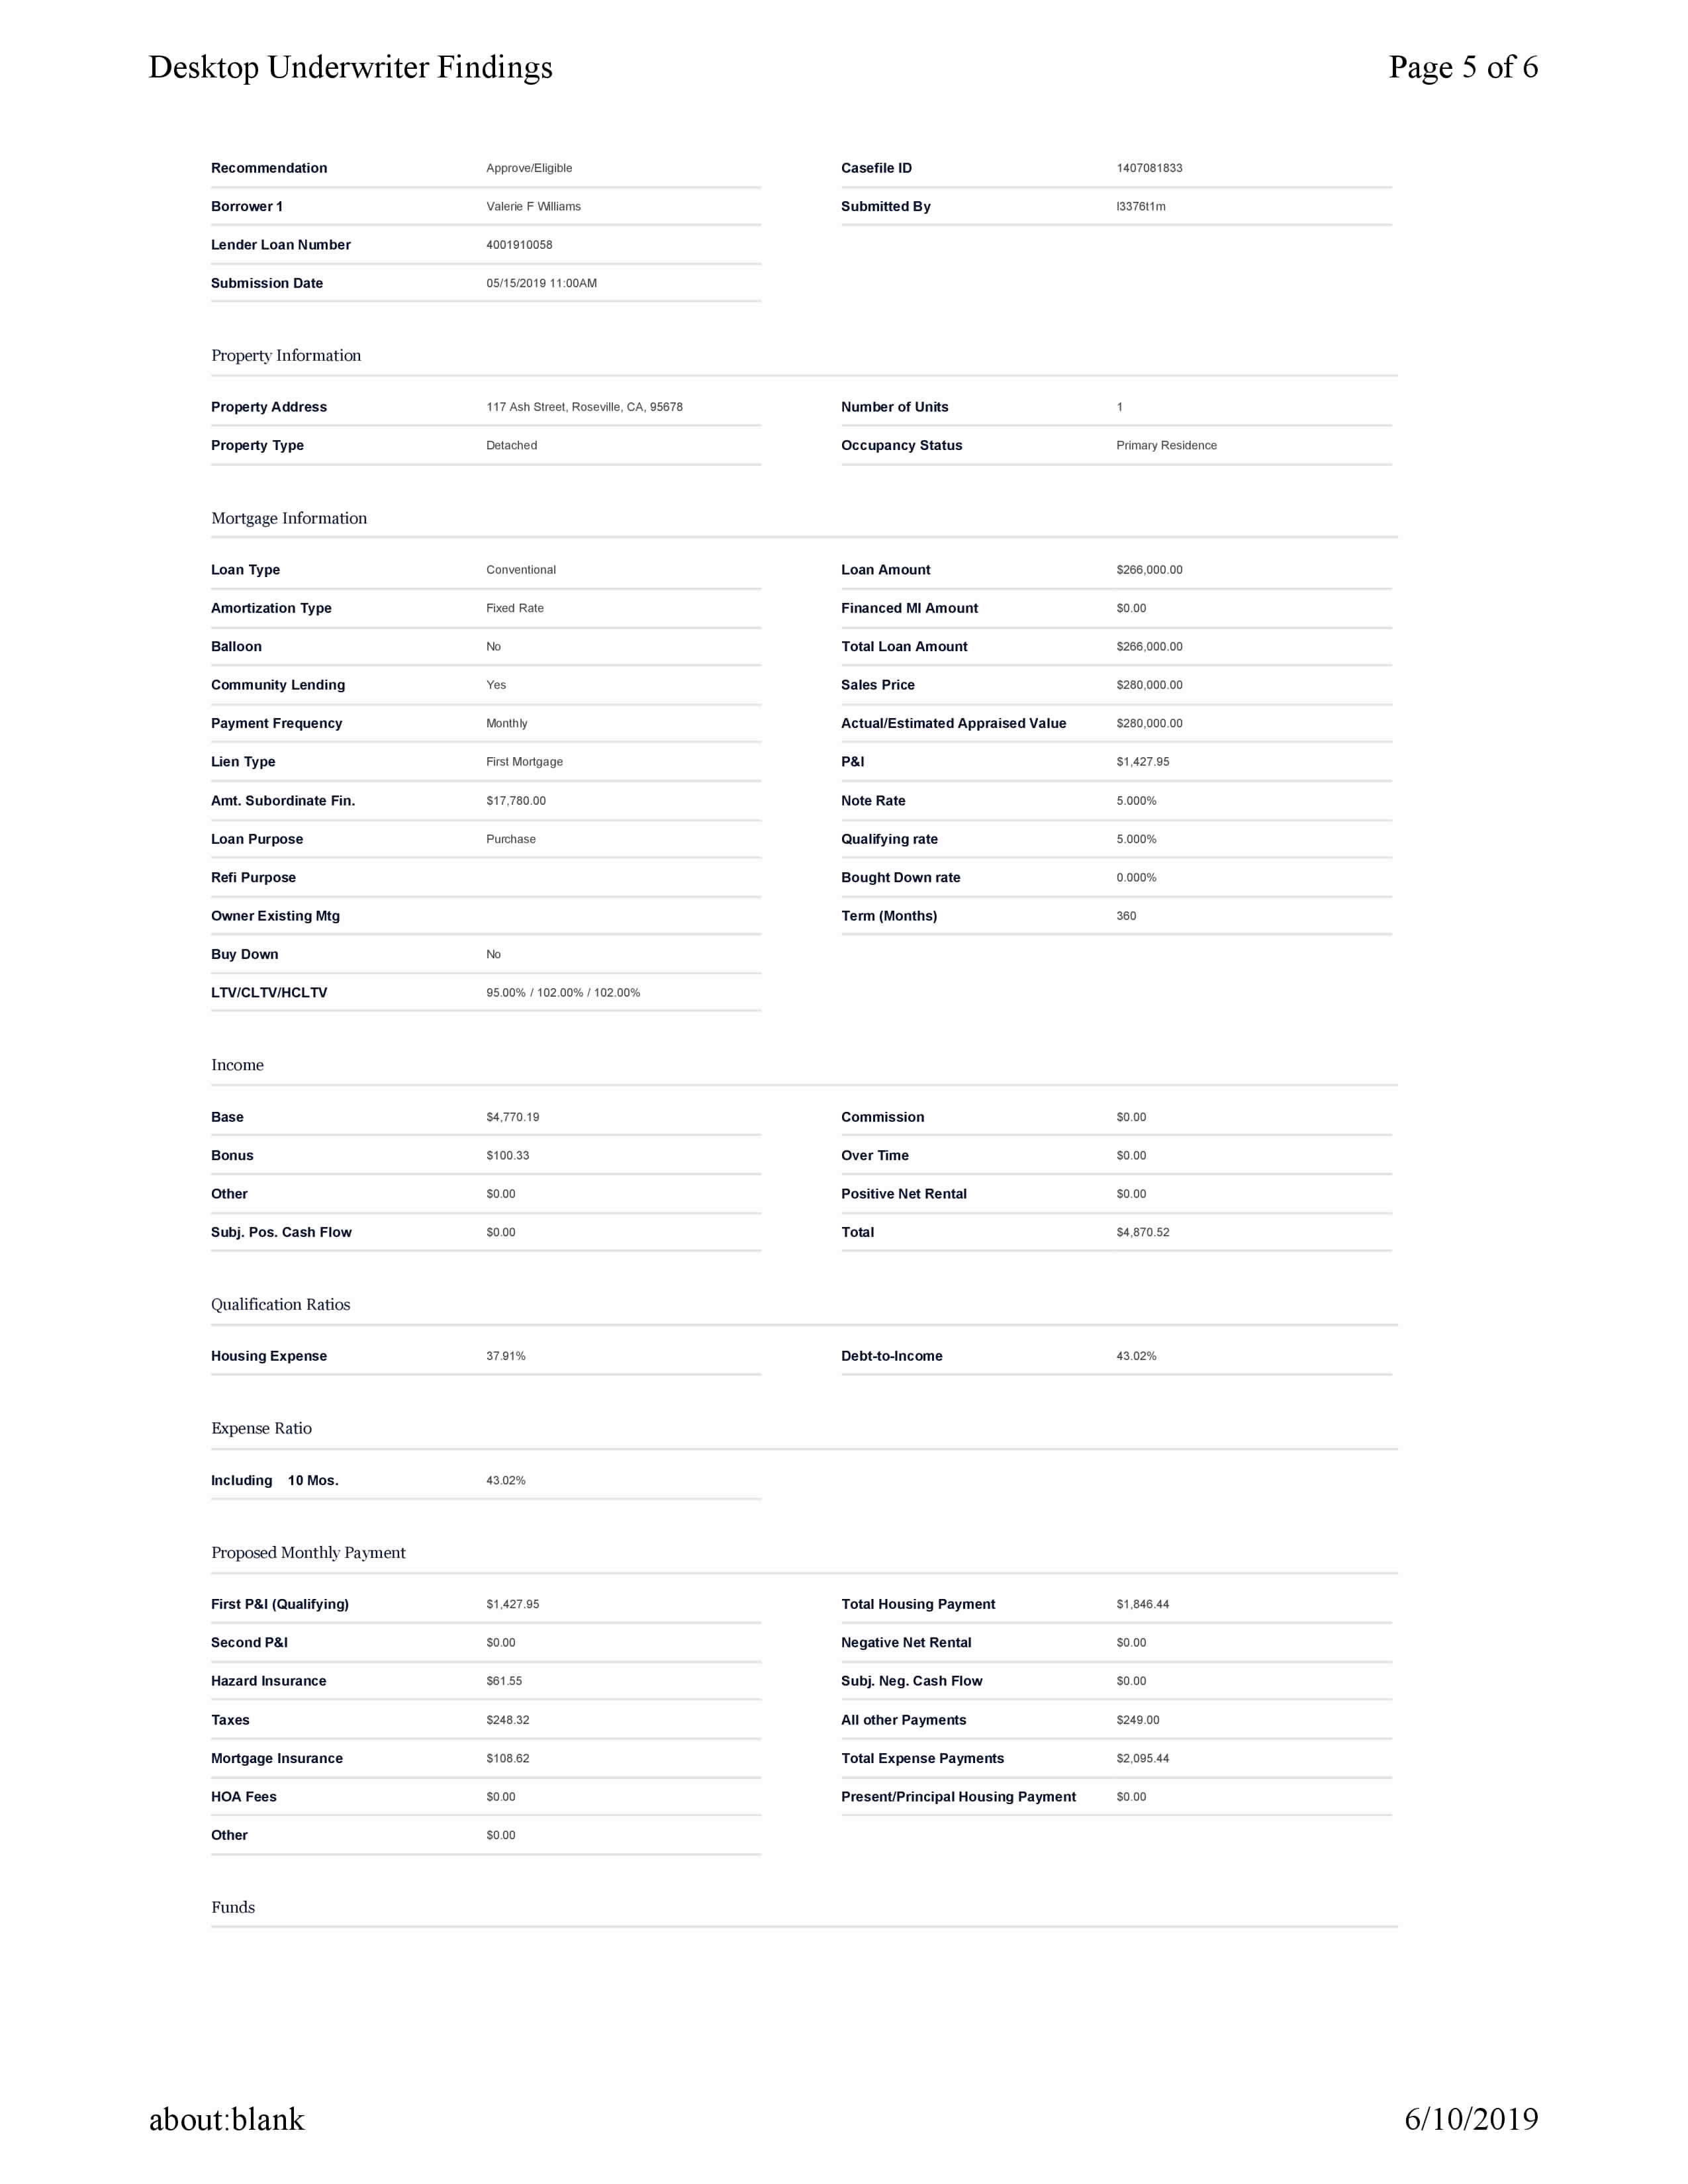 Desktop Underwriter Findings Page 5 of 6
Recommendation Approve/Eligible Casefile ID 1407081833
Borrower 1 Valerie F Williams Submitted By l3376t1m
Lender Loan Number 4001910058
Submission Date 05/15/2019 11:00AM
Property Information
Property Address 117 Ash Street, Roseville, CA, 95678 Number of Units 1
Property Type Detached Occupancy Status Primary Residence
Mortgage Information
Loan Type Conventional Loan Amount $266,000.00
Amortization Type Fixed Rate Financed MI Amount $0.00
Balloon No Total Loan Amount $266,000.00
Community Lending Yes Sales Price $280,000.00
Payment Frequency Monthly Actual/Estimated Appraised Value $280,000.00
Lien Type First Mortgage P&I $1,427.95
Amt. Subordinate Fin. $17,780.00 Note Rate 5.000%
Loan Purpose Purchase Qualifying rate 5.000%
Refi Purpose Bought Down rate 0.000%
Owner Existing Mtg Term (Months) 360
Buy Down No
LTV/CLTV/HCLTV 95.00% / 102.00% / 102.00%
Income
Base $4,770.19 Commission $0.00
Bonus $100.33 Over Time $0.00
Other $0.00 Positive Net Rental $0.00
Subj. Pos. Cash Flow $0.00 Total $4,870.52
Qualification Ratios
Housing Expense 37.91% Debt-to-Income 43.02%
Expense Ratio
Including 10 Mos. 43.02%
Proposed Monthly Payment
First P&I (Qualifying) $1,427.95 Total Housing Payment $1,846.44
Second P&I $0.00 Negative Net Rental $0.00
Hazard Insurance $61.55 Subj. Neg. Cash Flow $0.00
Taxes $248.32 All other Payments $249.00
Mortgage Insurance $108.62 Total Expense Payments $2,095.44
HOA Fees $0.00 Present/Principal Housing Payment $0.00
Other $0.00
Funds
about:blank 6/10/2019